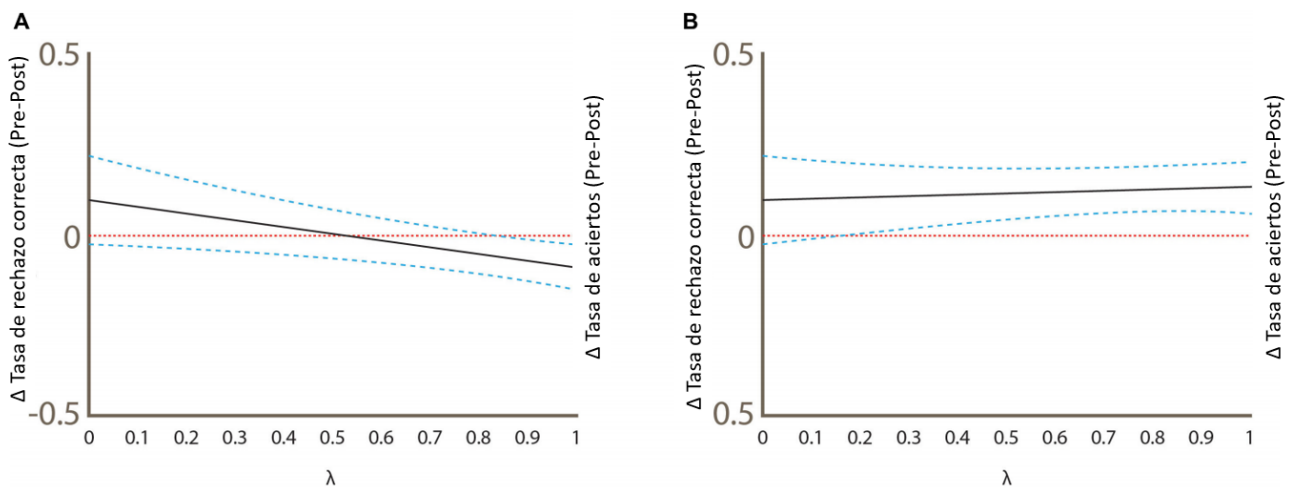 A
Δ Tasa de rechazo correcta (Pre-Post)
0.5
0
-0.5
0 0.1 0.2 0.3 0.4 0.5 0.6 0.7 0.8 0.9 1
λ
Δ Tasa de aciertos (Pre-Post)
B
Δ Tasa de rechazo correcta (Pre-Post)
0.5
0
0.5
0 0.1 0.2 0.3 0.4 0.5 0.6 0.7 0.8 0.9 1
λ
Δ Tasa de aciertos (Pre-Post)